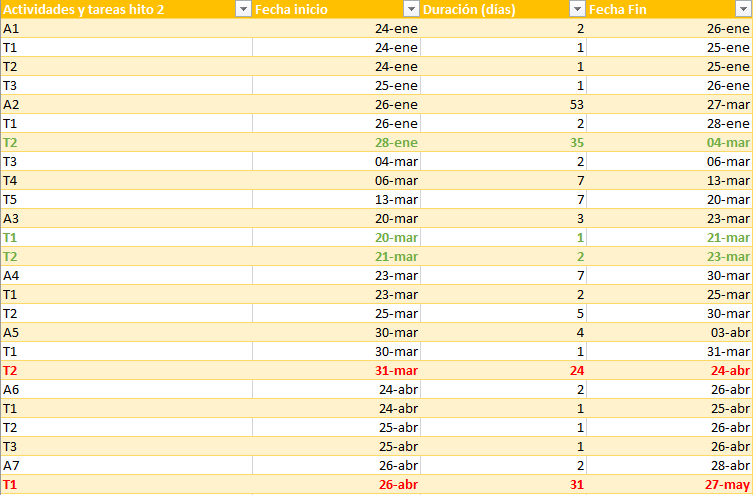 Actividades y tareas hito 2 Fecha inicio Duración (días) Fecha Fin
A1 24-ene 2 26-ene
T1 24-ene 1 25-ene
T2 24-ene 1 25-ene
T3 25-ene 1 26-ene
A2 26-ene 53 27-mar
T1 26-ene 2 28-ene
T2 28-ene 35 04-mar
T3 04-mar 2 06-mar
T4 06-mar 7 13-mar
T5 13-mar 7 20-mar
A3 20-mar 3 23-mar
T1 20-mar 1 21-mar
T2 21-mar 2 23-mar
A4 23-mar 7 30-mar
T1 23-mar 2 25-mar
T2 25-mar 5 30-mar
A5 30-mar 4 03-abr
T1 30-mar 1 31-mar
T2 31-mar 24 24-abr
A6 24-abr 2 26-abr
T1 24-abr 1 25-abr
T2 25-abr 1 26-abr
T3 25-abr 1 26-abr
A7 26-abr 2 28-abr
T1 26-abr 31 27-may